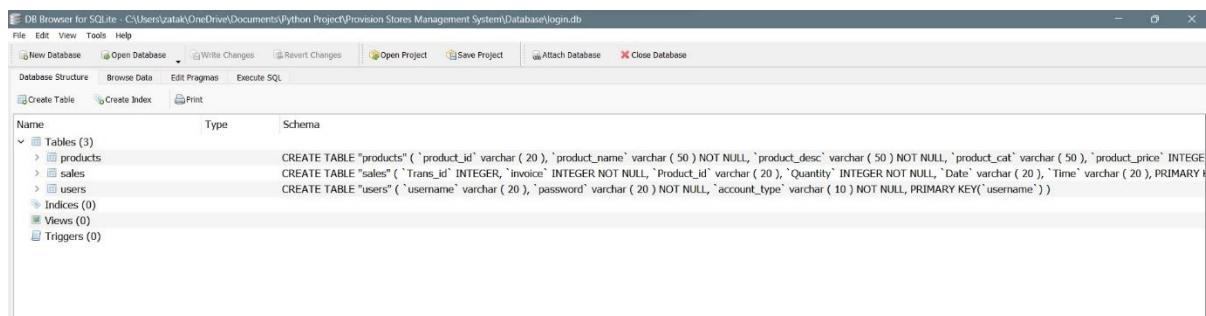 DB Browser for SQLite - C:\Users\zatak\OneDrive\Documents\Python Project\Provision Stores Management System\Database\login.db
File Edit View Tools Help
New Database Open Database Write Changes Revert Changes Open Project Save Project Attach Database Close Database
Database Structure Browse Data Edit Pragmas Execute SQL
Create Table Create Index Print
Name Type Schema
Tables (3)
products CREATE TABLE "products" ( `product_id` varchar ( 20 ), `product_name` varchar ( 50 ) NOT NULL, `product_desc` varchar ( 50 ) NOT NULL, `product_cat` varchar ( 50 ), `product_price` INTEGE
sales CREATE TABLE "sales" ( `Trans_id` INTEGER, `invoice` INTEGER NOT NULL, `Product_id` varchar ( 20 ), `Quantity` INTEGER NOT NULL, `Date` varchar ( 20 ), `Time` varchar ( 20 ), PRIMARY
users CREATE TABLE "users" ( `username` varchar ( 20 ), `password` varchar ( 20 ) NOT NULL, `account_type` varchar ( 10 ) NOT NULL, PRIMARY KEY(`username`) )
Indices (0)
Views (0)
Triggers (0)